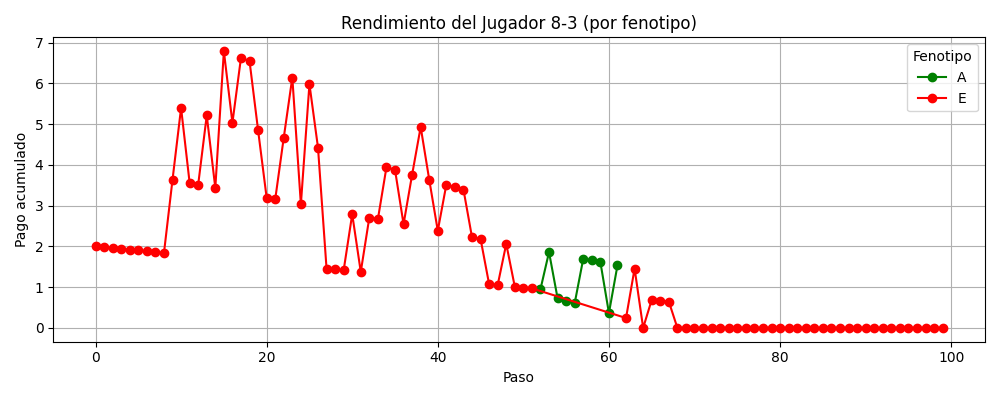 Rendimiento del Jugador 8-3 (por fenotipo)
Pago acumulado
7
6
5
4
3
2
1
0
0 20 40 60 80 100
Paso
Fenotipo
A
E